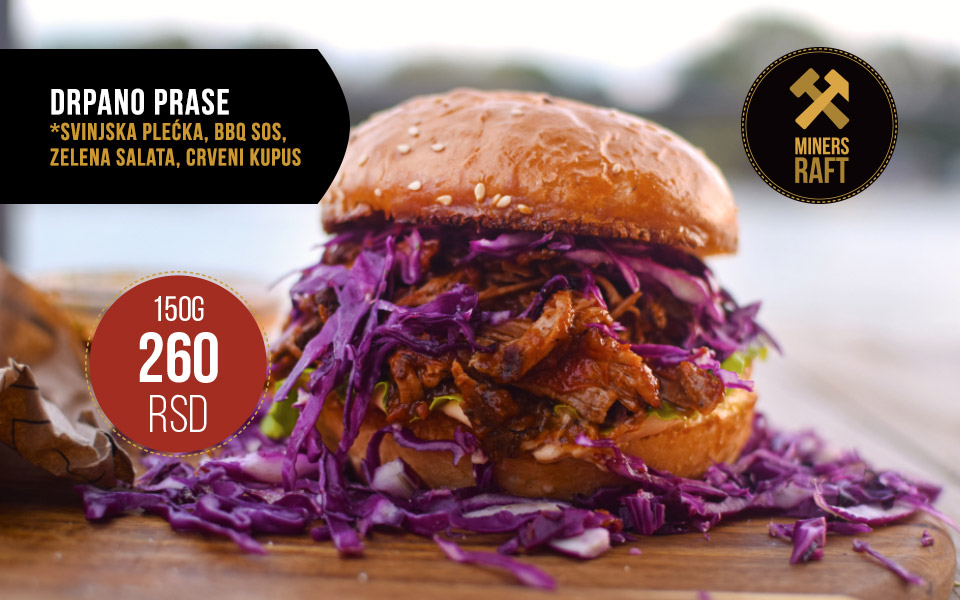 DRPANO PRASE
*SVINJSKA PLEĆKA, BBQ SOS,
ZELENA SALATA, CRVENI KUPUS
MINERS
RAFT
150G
260
RSD